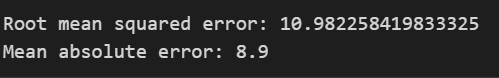 Root mean squared error: 10.982258419833325
Mean absolute error: 8.9